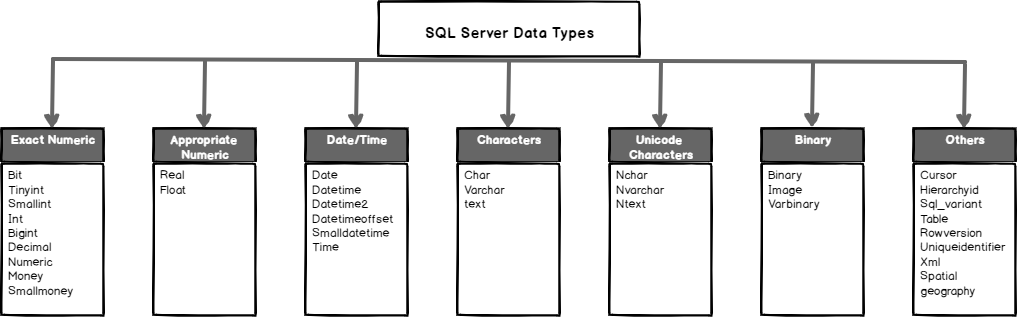 SQL Server Data Types
Exact Numeric
Bit
Tinyint
Smallint
Int
Bigint
Decimal
Numeric
Money
Smallmoney
Appropriate
Numeric
Real
Float
Date/Time
Date
Datetime
Datetime2
Datetimeoffset
Smalldatetime
Time
Characters
Char
Varchar
text
Unicode
Characters
Nchar
Nvarchar
Ntext
Binary
Binary
Image
Varbinary
Others
Cursor
Hierarchyid
Sql_variant
Table
Rowversion
Uniqueidentifier
Xml
Spatial
geography